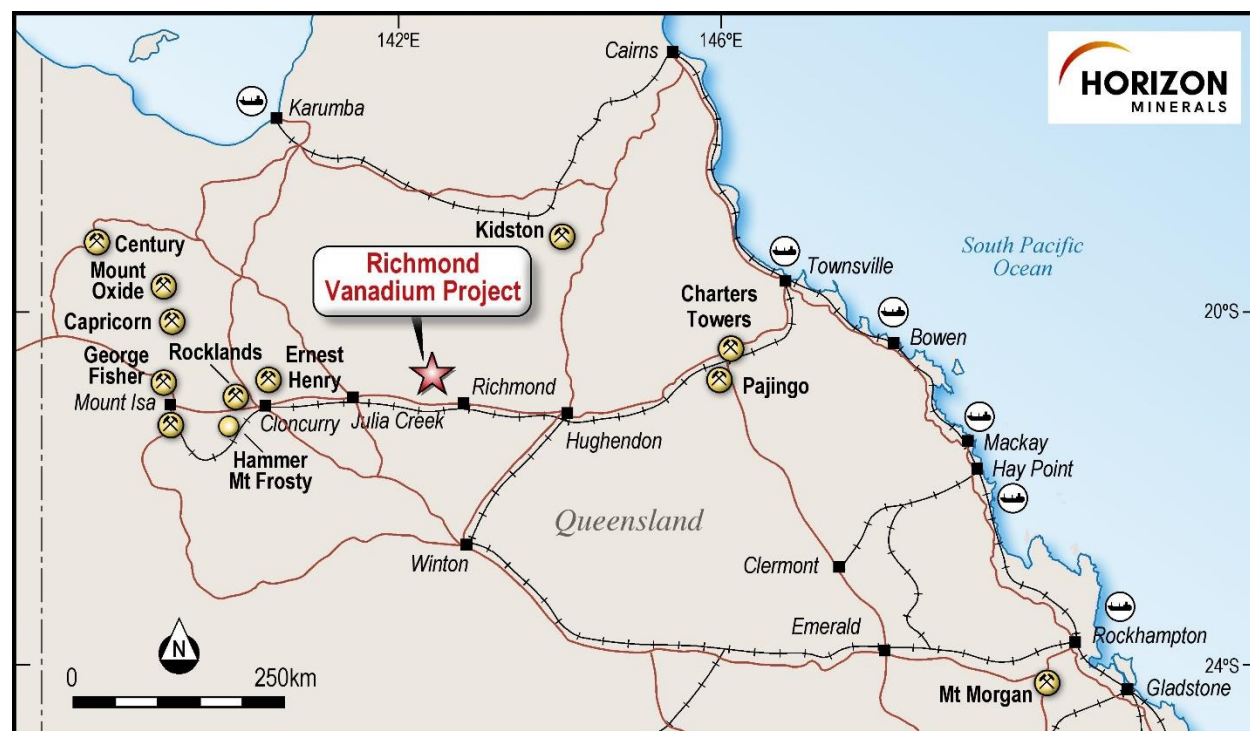 142ºE
146ºE
Cairns
HORIZON
MINERALS
Karumba
Century
Kidston
South Pacific
Ocean
Richmond
Vanadium Project
Townsville
Mount
Oxide
Charters
Towers
20ºS
Capricorn
Bowen
Rocklands
Ernest
Henry
George
Fisher
Richmond
Pajingo
Mount Isa
Cloncurry
Julia Creek
Hughendon
Mackay
Hammer
Mt Frosty
Hay Point
Queensland
Winton
Clermont
Emerald
Rockhampton
N
24ºS
0
250km
Mt Morgan
Gladstone